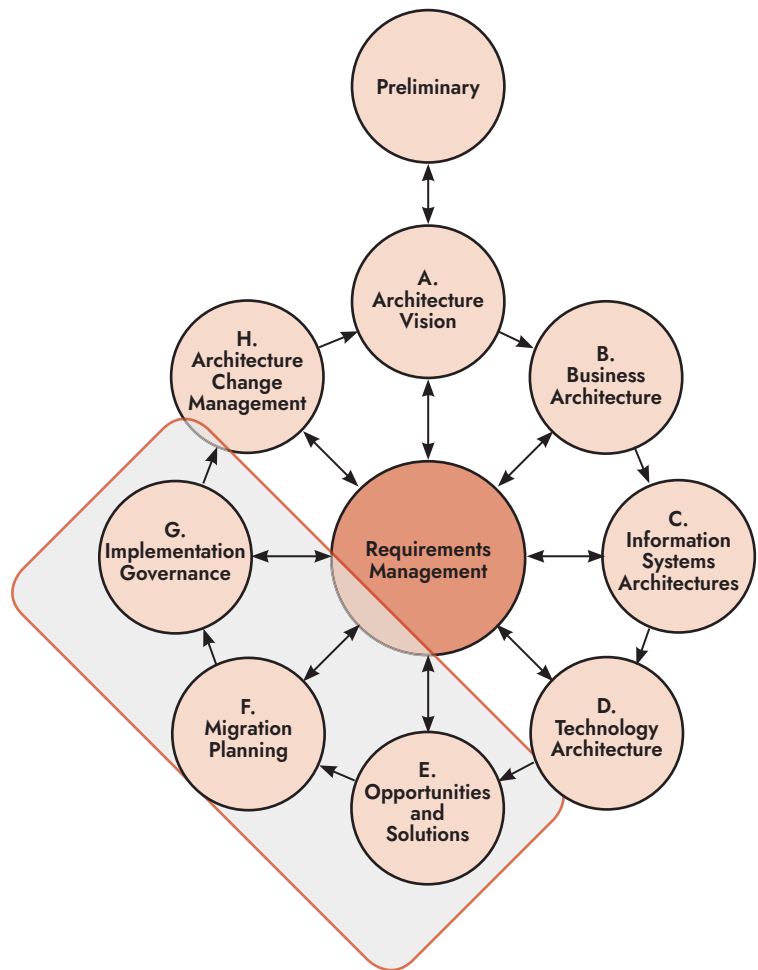 Preliminary
A.
Architecture
Vision
B.
Business
Architecture
C.
Information
Systems
Architectures
D.
Technology
Architecture
E.
Opportunities
and
Solutions
F.
Migration
Planning
G.
Implementation
Governance
H.
Architecture
Change
Management
Requirements
Management